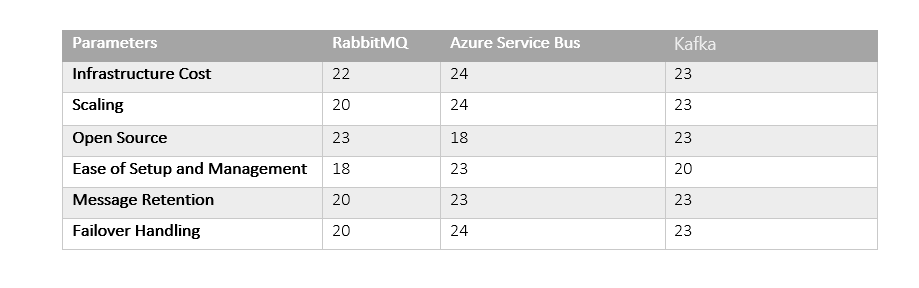 Parameters RabbitMQ Azure Service Bus Kafka
Infrastructure Cost 22 24 23
Scaling 20 24 23
Open Source 23 18 23
Ease of Setup and Management 18 23 20
Message Retention 20 23 23
Failover Handling 20 24 23